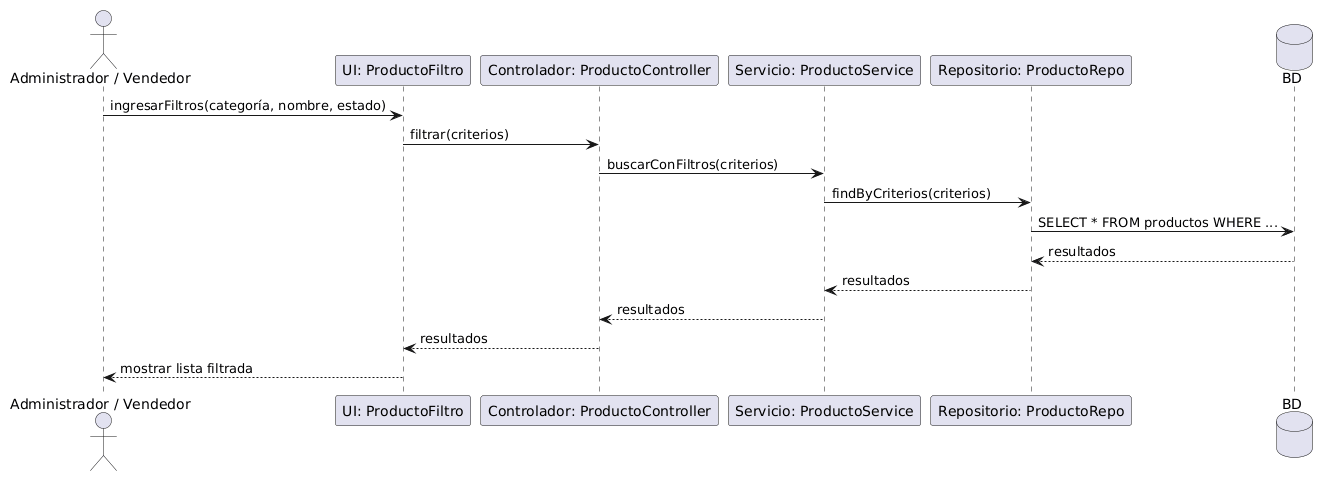 Administrador / Vendedor
UI: ProductoFiltro
Controlador: ProductoController
Servicio: ProductoService
Repositorio: ProductoRepo
BD
ingresarFiltros(categoría, nombre, estado)
filtrar(criterios)
buscarConFiltros(criterios)
findByCriterios(criterios)
SELECT * FROM productos WHERE ...
resultados
resultados
resultados
resultados
mostrar lista filtrada
Administrador / Vendedor
UI: ProductoFiltro
Controlador: ProductoController
Servicio: ProductoService
Repositorio: ProductoRepo
BD